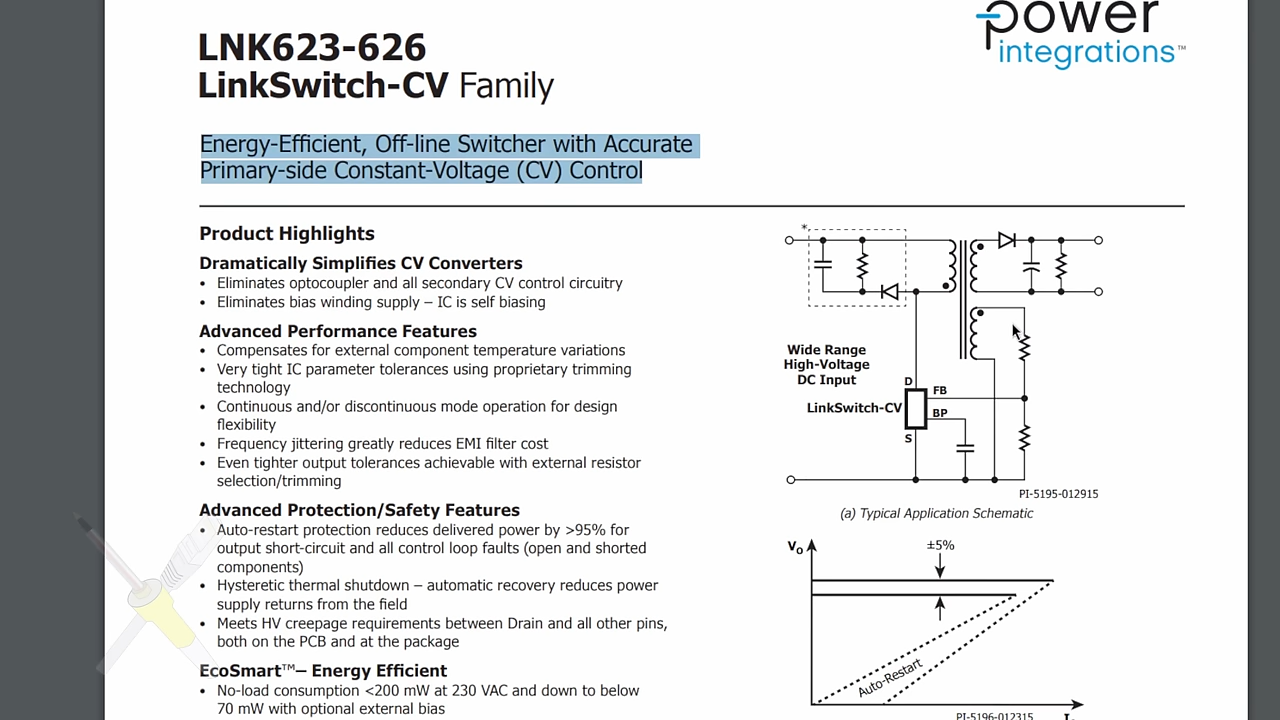 power
integrations™
LNK623-626
LinkSwitch-CV Family
Energy-Efficient, Off-line Switcher with Accurate
Primary-side Constant-Voltage (CV) Control
Product Highlights
Dramatically Simplifies CV Converters
• Eliminates optocoupler and all secondary CV control circuitry
• Eliminates bias winding supply – IC is self biasing
Advanced Performance Features
• Compensates for external component temperature variations
• Very tight IC parameter tolerances using proprietary trimming
technology
• Continuous and/or discontinuous mode operation for design
flexibility
• Frequency jittering greatly reduces EMI filter cost
• Even tighter output tolerances achievable with external resistor
selection/trimming
Advanced Protection/Safety Features
• Auto-restart protection reduces delivered power by >95% for
output short-circuit and all control loop faults (open and shorted
components)
• Hysteretic thermal shutdown – automatic recovery reduces power
supply returns from the field
• Meets HV creepage requirements between Drain and all other pins,
both on the PCB and at the package
EcoSmart™– Energy Efficient
• No-load consumption <200 mW at 230 VAC and down to below
70 mW with optional external bias
*
Wide Range
High-Voltage
DC Input
D
FB
LinkSwitch-CV
BP
S
PI-5195-012915
(a) Typical Application Schematic
VO
±5%
Auto-Restart
PI-5196-012315